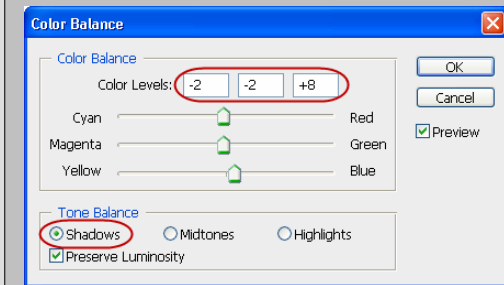 Color Balance
Color Balance
OK
Color Levels: -2 -2 +8
Cancel
Cyan Red
Preview
Magenta Green
Yellow Blue
Tone Balance
Shadows Midtones Highlights
Preserve Luminosity